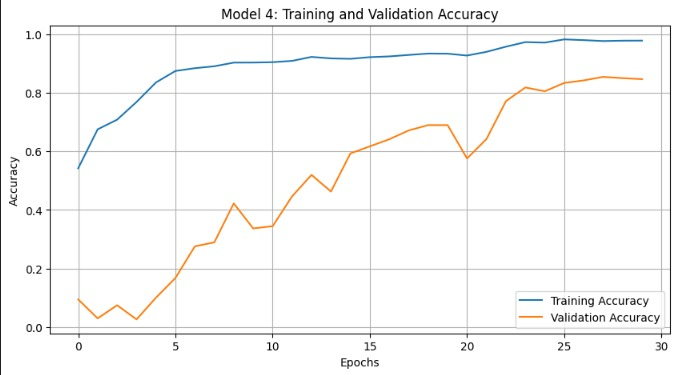 Model 4: Training and Validation Accuracy
1.0
0.8
0.6
0.4
0.2
0.0
Accuracy
Training Accuracy
Validation Accuracy
0 5 10 15 20 25 30
Epochs